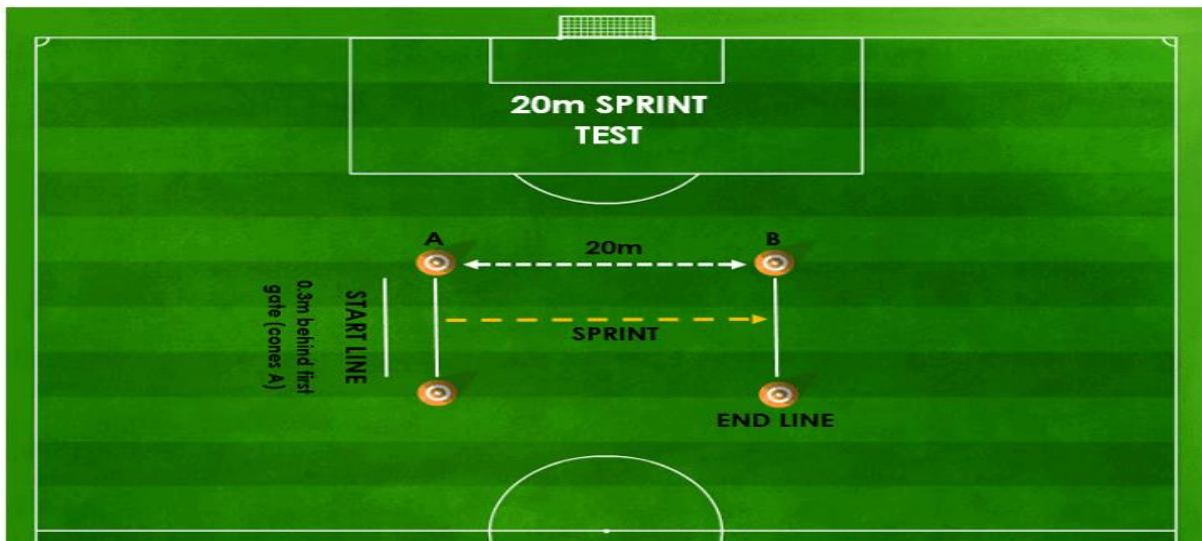 20m SPRINT
TEST
A
B
20m
START LINE
0.3m behind first
gate (cones A)
SPRINT
END LINE